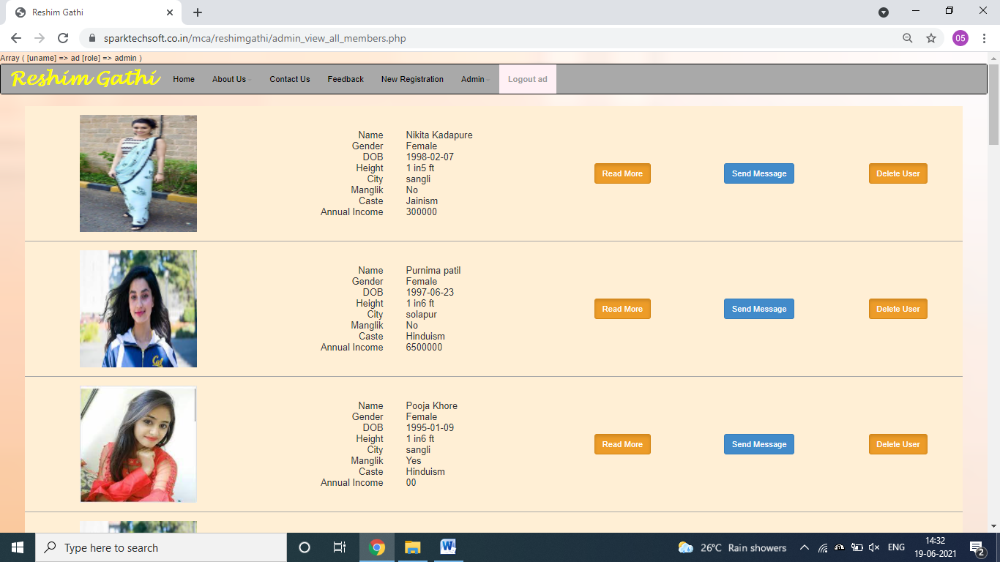 Reshim Gathi
sparktechsoft.co.in/mca/reshimgathi/admin_view_all_members.php
05
Array ( [uname] => ad [role] => admin )
Reshim Gathi Home About Us Contact Us Feedback New Registration Admin Logout ad
Name Nikita Kadapure
Gender Female
DOB 1998-02-07
Height 1 in5 ft
City sangli
Manglik No
Caste Jainism
Annual Income 300000
Read More Send Message Delete User
Name Purnima patil
Gender Female
DOB 1997-06-23
Height 1 in6 ft
City solapur
Manglik No
Caste Hinduism
Annual Income 6500000
Read More Send Message Delete User
Cal
Name Pooja Khore
Gender Female
DOB 1995-01-09
Height 1 in6 ft
City sangli
Manglik Yes
Caste Hinduism
Annual Income 00
Read More Send Message Delete User
Type here to search
26°C Rain showers
ENG
14:32
19-06-2021
2